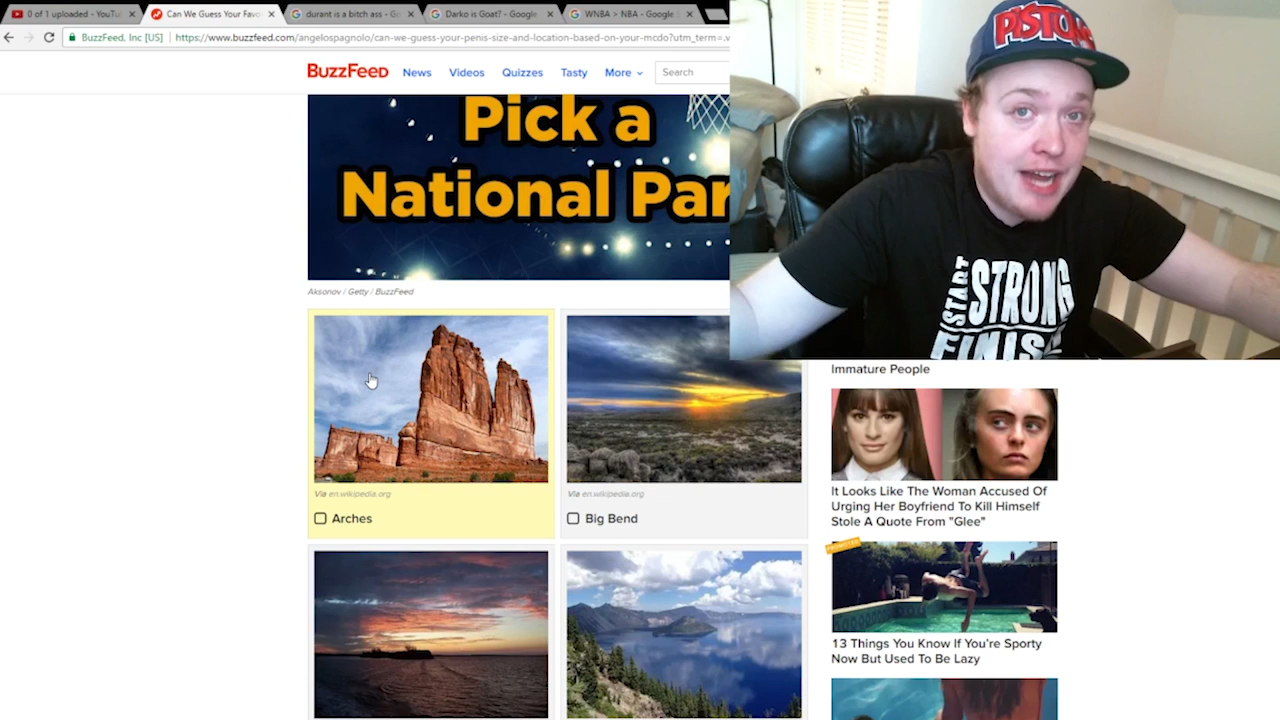 0 of 1 uploaded - YouTu
Can We Guess Your Favo
durant is a bitch ass - Go
Darko is Goat? - Google
WNBA > NBA - Google S
BuzzFeed, Inc [US]
https://www.buzzfeed.com/angelospagnolo/can-we-guess-your-penis-size-and-location-based-on-your-mcdo?utm_term=.v
BuzzFeed
News
Videos
Quizzes
Tasty
More
Search
Pick a
National Par
Aksonov / Getty / BuzzFeed
PISTONS
START
STRONG
FINISH
Via en.wikipedia.org
Arches
Via en.wikipedia.org
Big Bend
Immature People
It Looks Like The Woman Accused Of
Urging Her Boyfriend To Kill Himself
Stole A Quote From "Glee"
PROMOTED
13 Things You Know If You're Sporty
Now But Used To Be Lazy